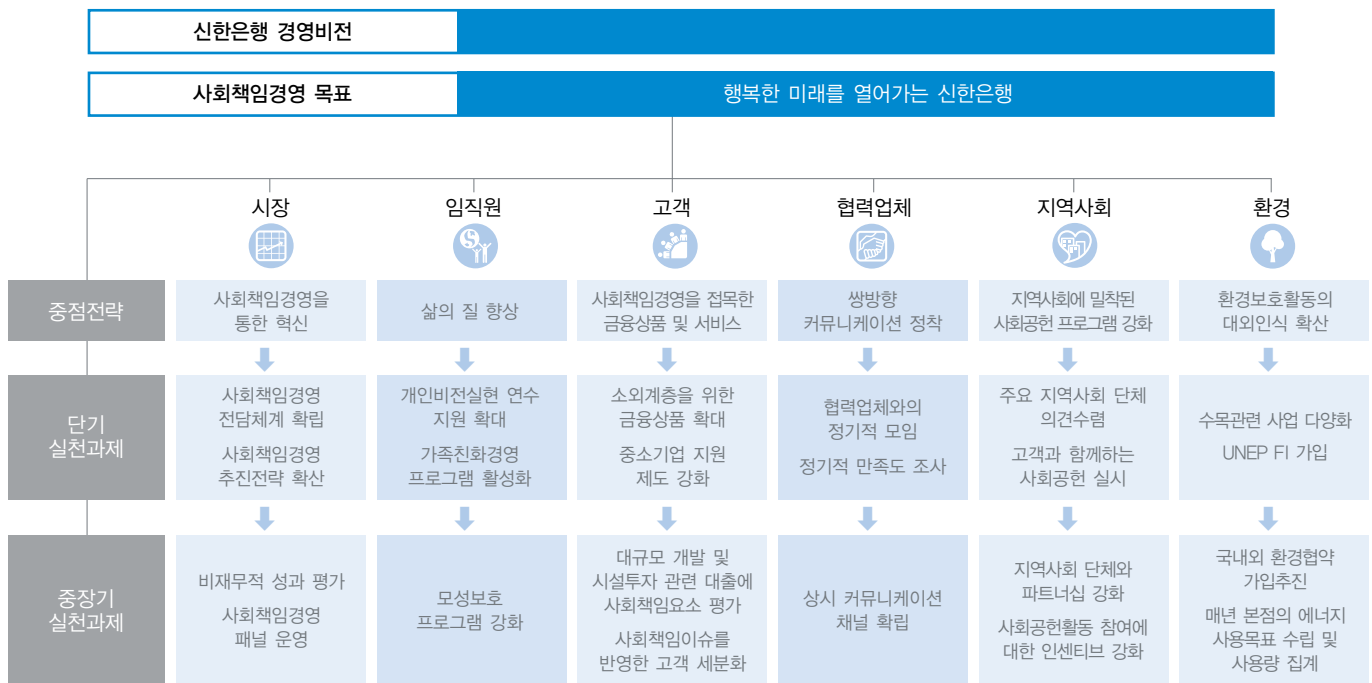 신한은행 경영비전
사회책임경영 목표
행복한 미래를 열어가는 신한은행
시장
임직원
고객
협력업체
지역사회
환경
중점전략
사회책임경영을
통한 혁신
삶의 질 향상
사회책임경영을 접목한
금융상품 및 서비스
쌍방향
커뮤니케이션 정착
지역사회에 밀착된
사회공헌 프로그램 강화
환경보호활동의
대외인식 확산
단기
실천과제
사회책임경영
전담체계 확립
사회책임경영
추진전략 확산
개인비전실현 연수
지원 확대
가족친화경영
프로그램 활성화
소외계층을 위한
금융상품 확대
중소기업 지원
제도 강화
협력업체와의
정기적 모임
정기적 만족도 조사
주요 지역사회 단체
의견수렴
고객과 함께하는
사회공헌 실시
수목관련 사업 다양화
UNEP FI 가입
중장기
실천과제
비재무적 성과 평가
사회책임경영
패널 운영
모성보호
프로그램 강화
대규모 개발 및
시설투자 관련 대출에
사회책임요소 평가
사회책임이슈를
반영한 고객 세분화
상시 커뮤니케이션
채널 확립
지역사회 단체와
파트너십 강화
사회공헌활동 참여에
대한 인센티브 강화
국내외 환경협약
가입추진
매년 본점의 에너지
사용목표 수립 및
사용량 집계